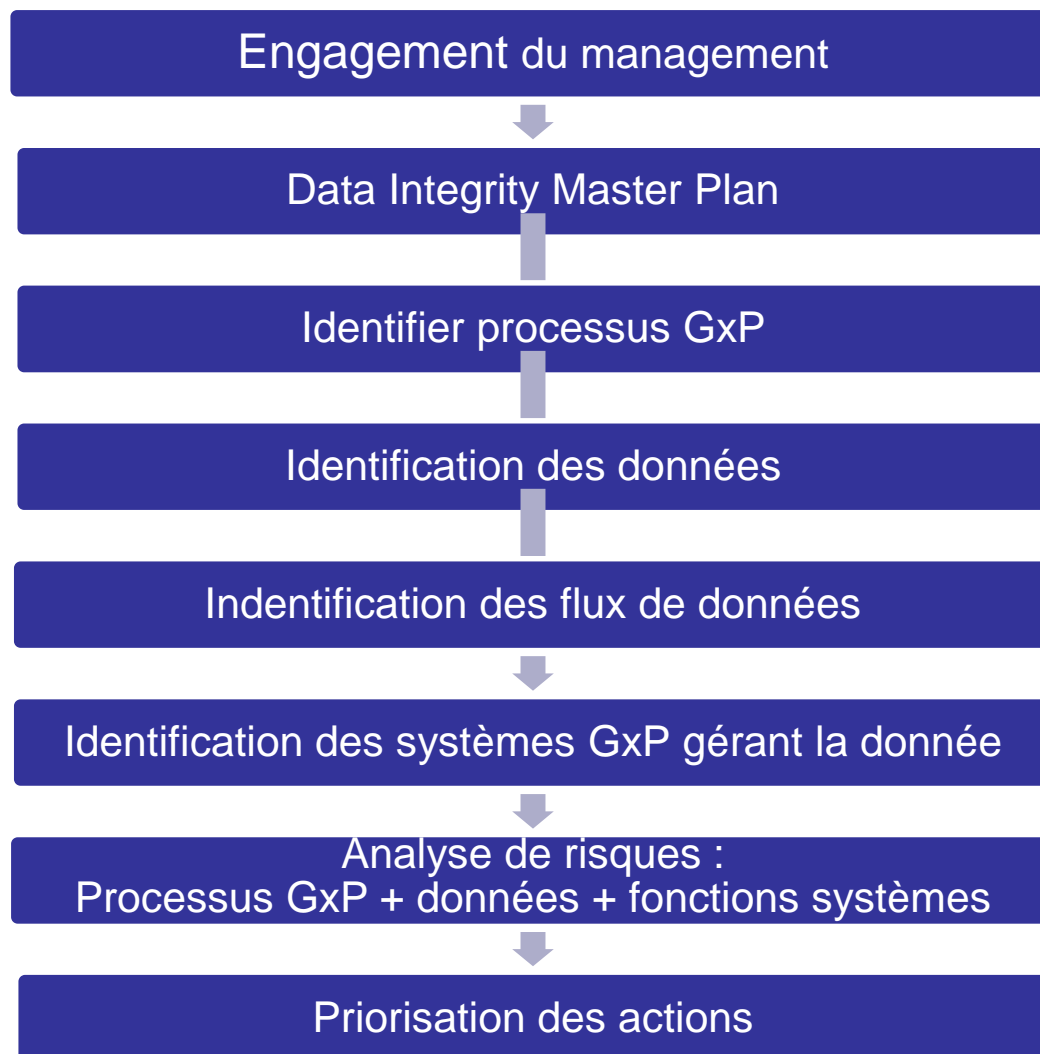 Engagement du management
Data Integrity Master Plan
Identifier processus GxP
Identification des données
Indentification des flux de données
Identification des systèmes GxP gérant la donnée
Analyse de risques :
Processus GxP + données + fonctions systèmes
Priorisation des actions